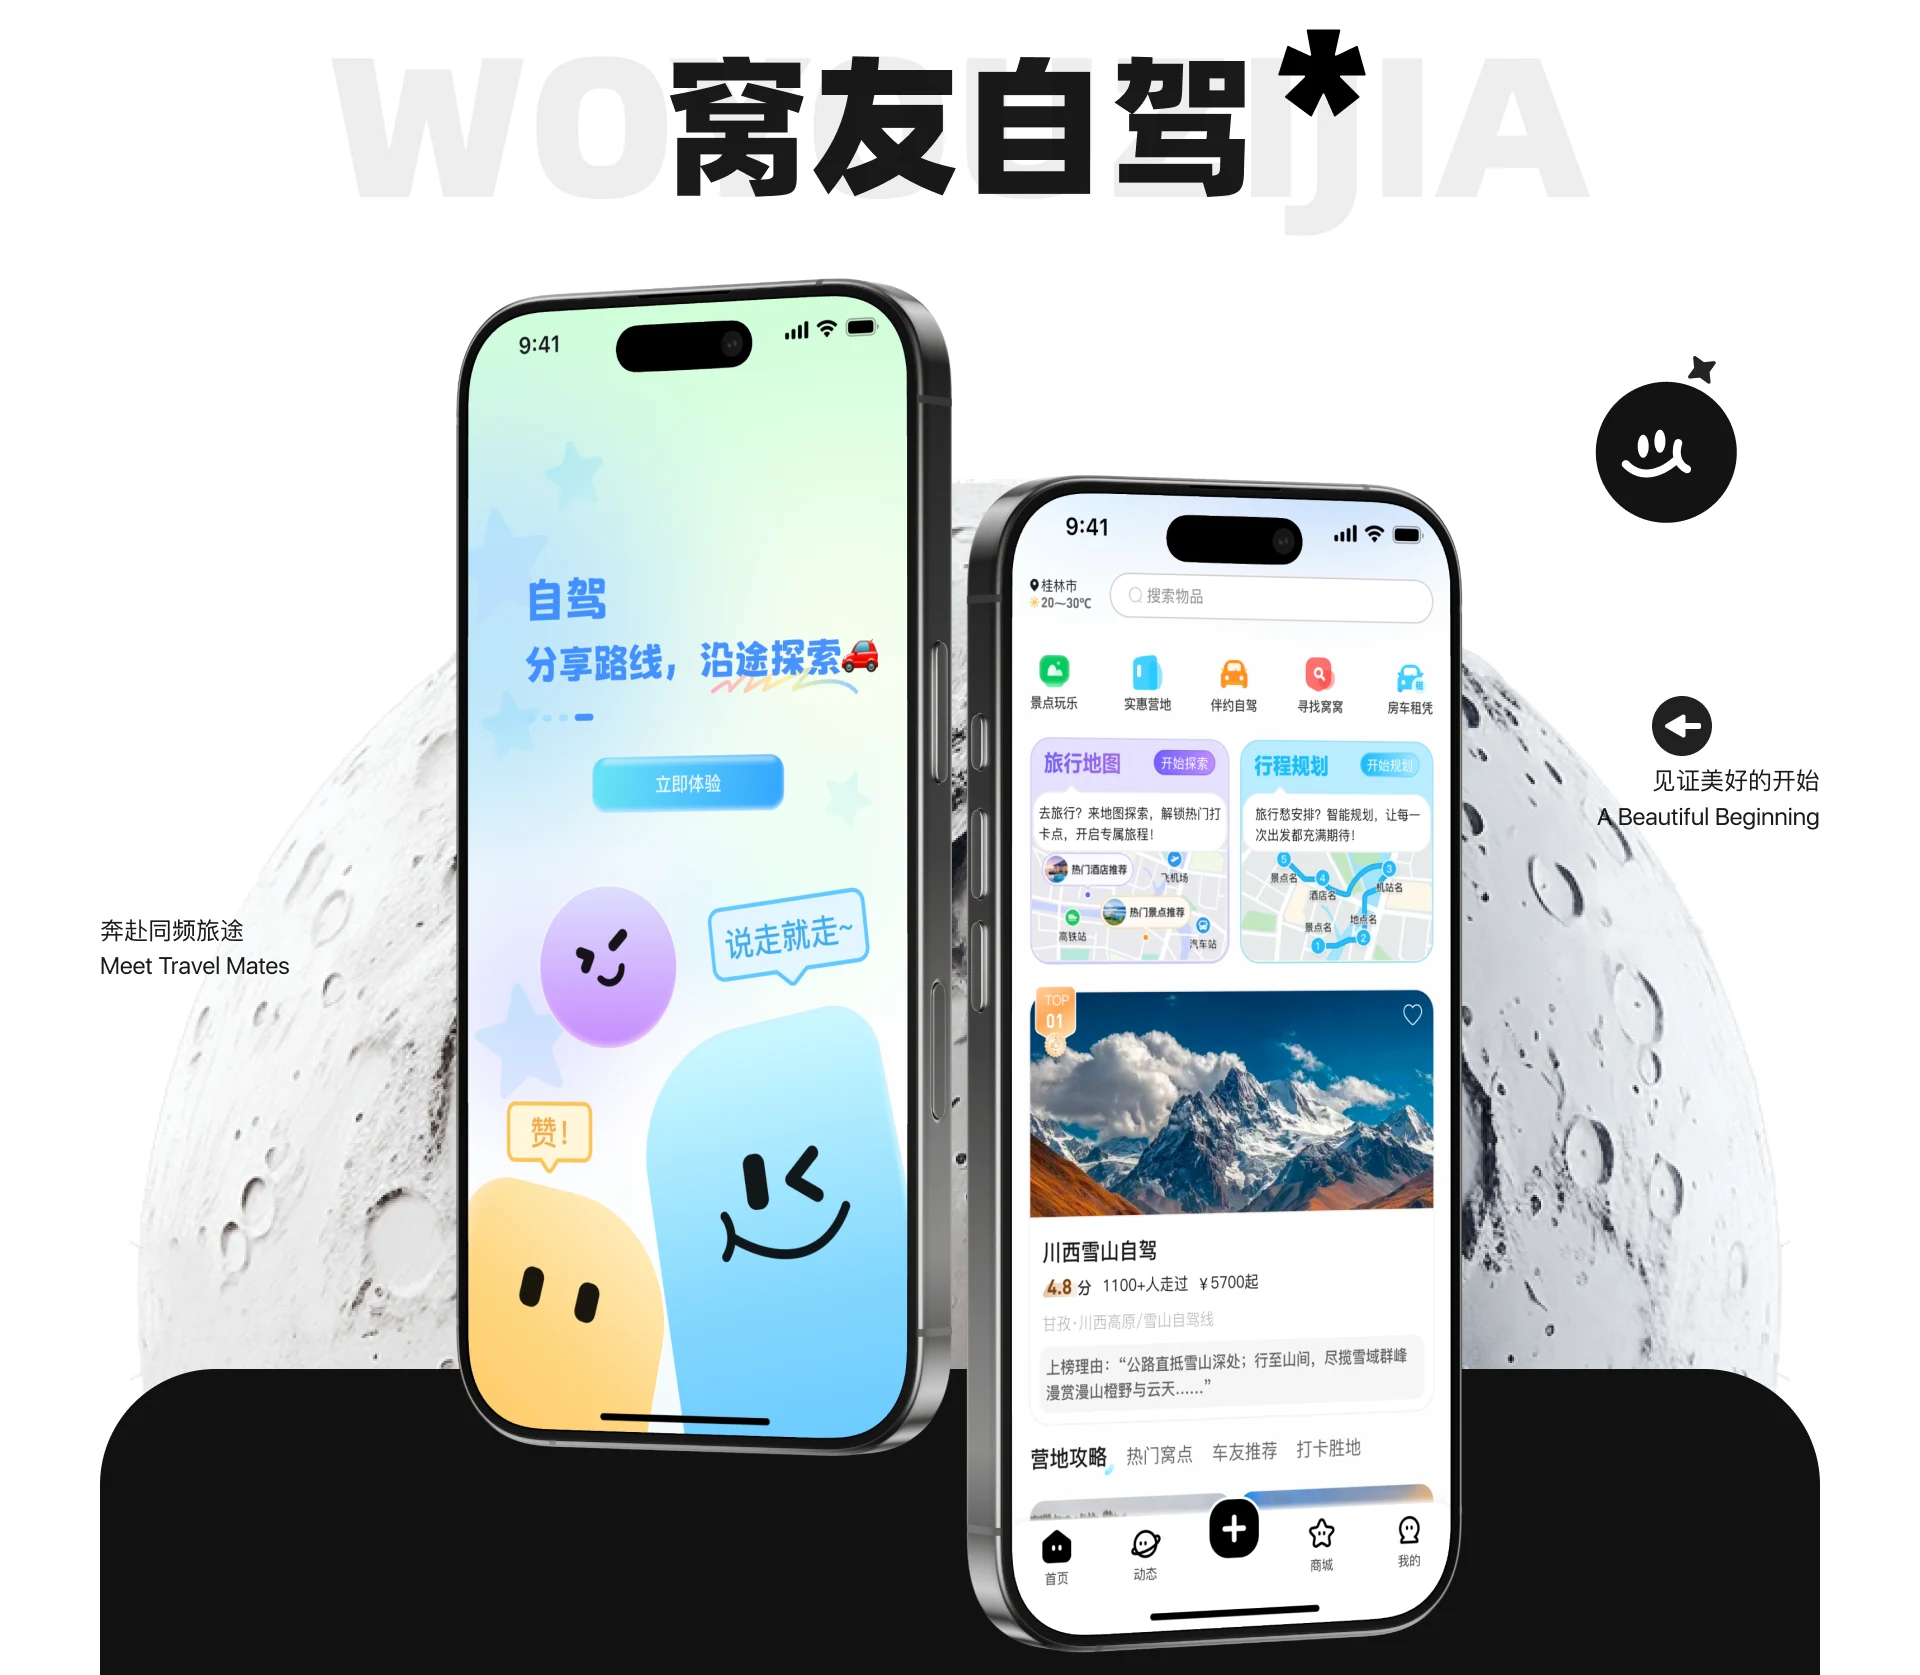 WOYOUZIJIA
窝友自驾*
9:41
自驾
分享路线，沿途探索
立即体验
说走就走~
赞！
奔赴同频旅途
Meet Travel Mates
见证美好的开始
A Beautiful Beginning
9:41
桂林市
20~30℃
搜索物品
景点玩乐
实惠营地
伴约自驾
寻找窝窝
房车租凭
租
旅行地图
开始探索
去旅行？来地图探索，解锁热门打
卡点，开启专属旅程！
热门酒店推荐
飞机场
热门景点推荐
高铁站
汽车站
行程规划
开始规划
旅行愁安排？智能规划，让每一
次出发都充满期待！
5
景点名
4
酒店名
3
机站名
地点名
景点名
1
2
TOP
01
川西雪山自驾
4.8 分 1100+人走过 ¥5700起
甘孜·川西高原/雪山自驾线
上榜理由：“公路直抵雪山深处；行至山间，尽揽雪域群峰
漫赏漫山橙野与云天......”
营地攻略 热门窝点 车友推荐 打卡胜地
首页
动态
商城
我的